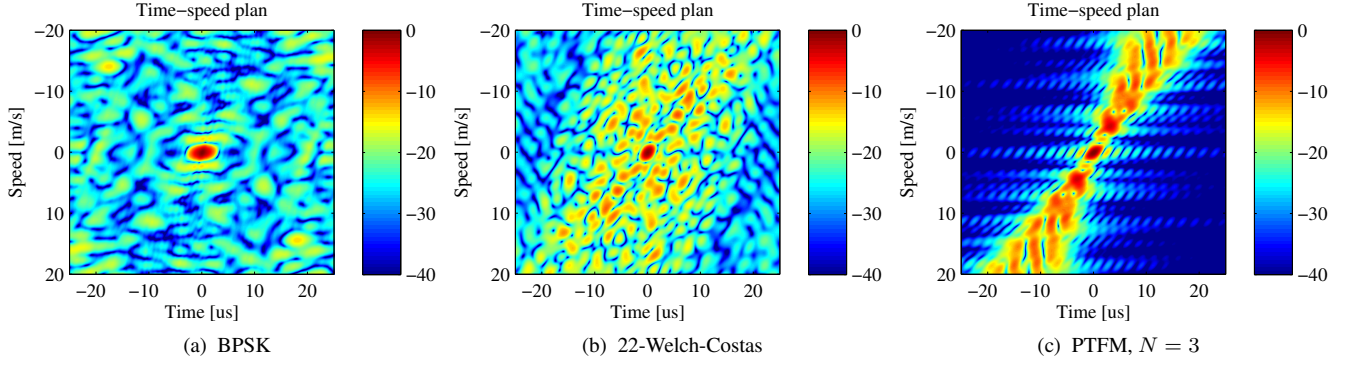 Time−speed plan
−20
−10
0
10
20
Speed [m/s]
−20 −10 0 10 20
Time [us]
0
−10
−20
−30
−40
(a) BPSK
Time−speed plan
−20
−10
0
10
20
Speed [m/s]
−20 −10 0 10 20
Time [us]
0
−10
−20
−30
−40
(b) 22-Welch-Costas
Time−speed plan
−20
−10
0
10
20
Speed [m/s]
−20 −10 0 10 20
Time [us]
0
−10
−20
−30
−40
(c) PTFM, N = 3